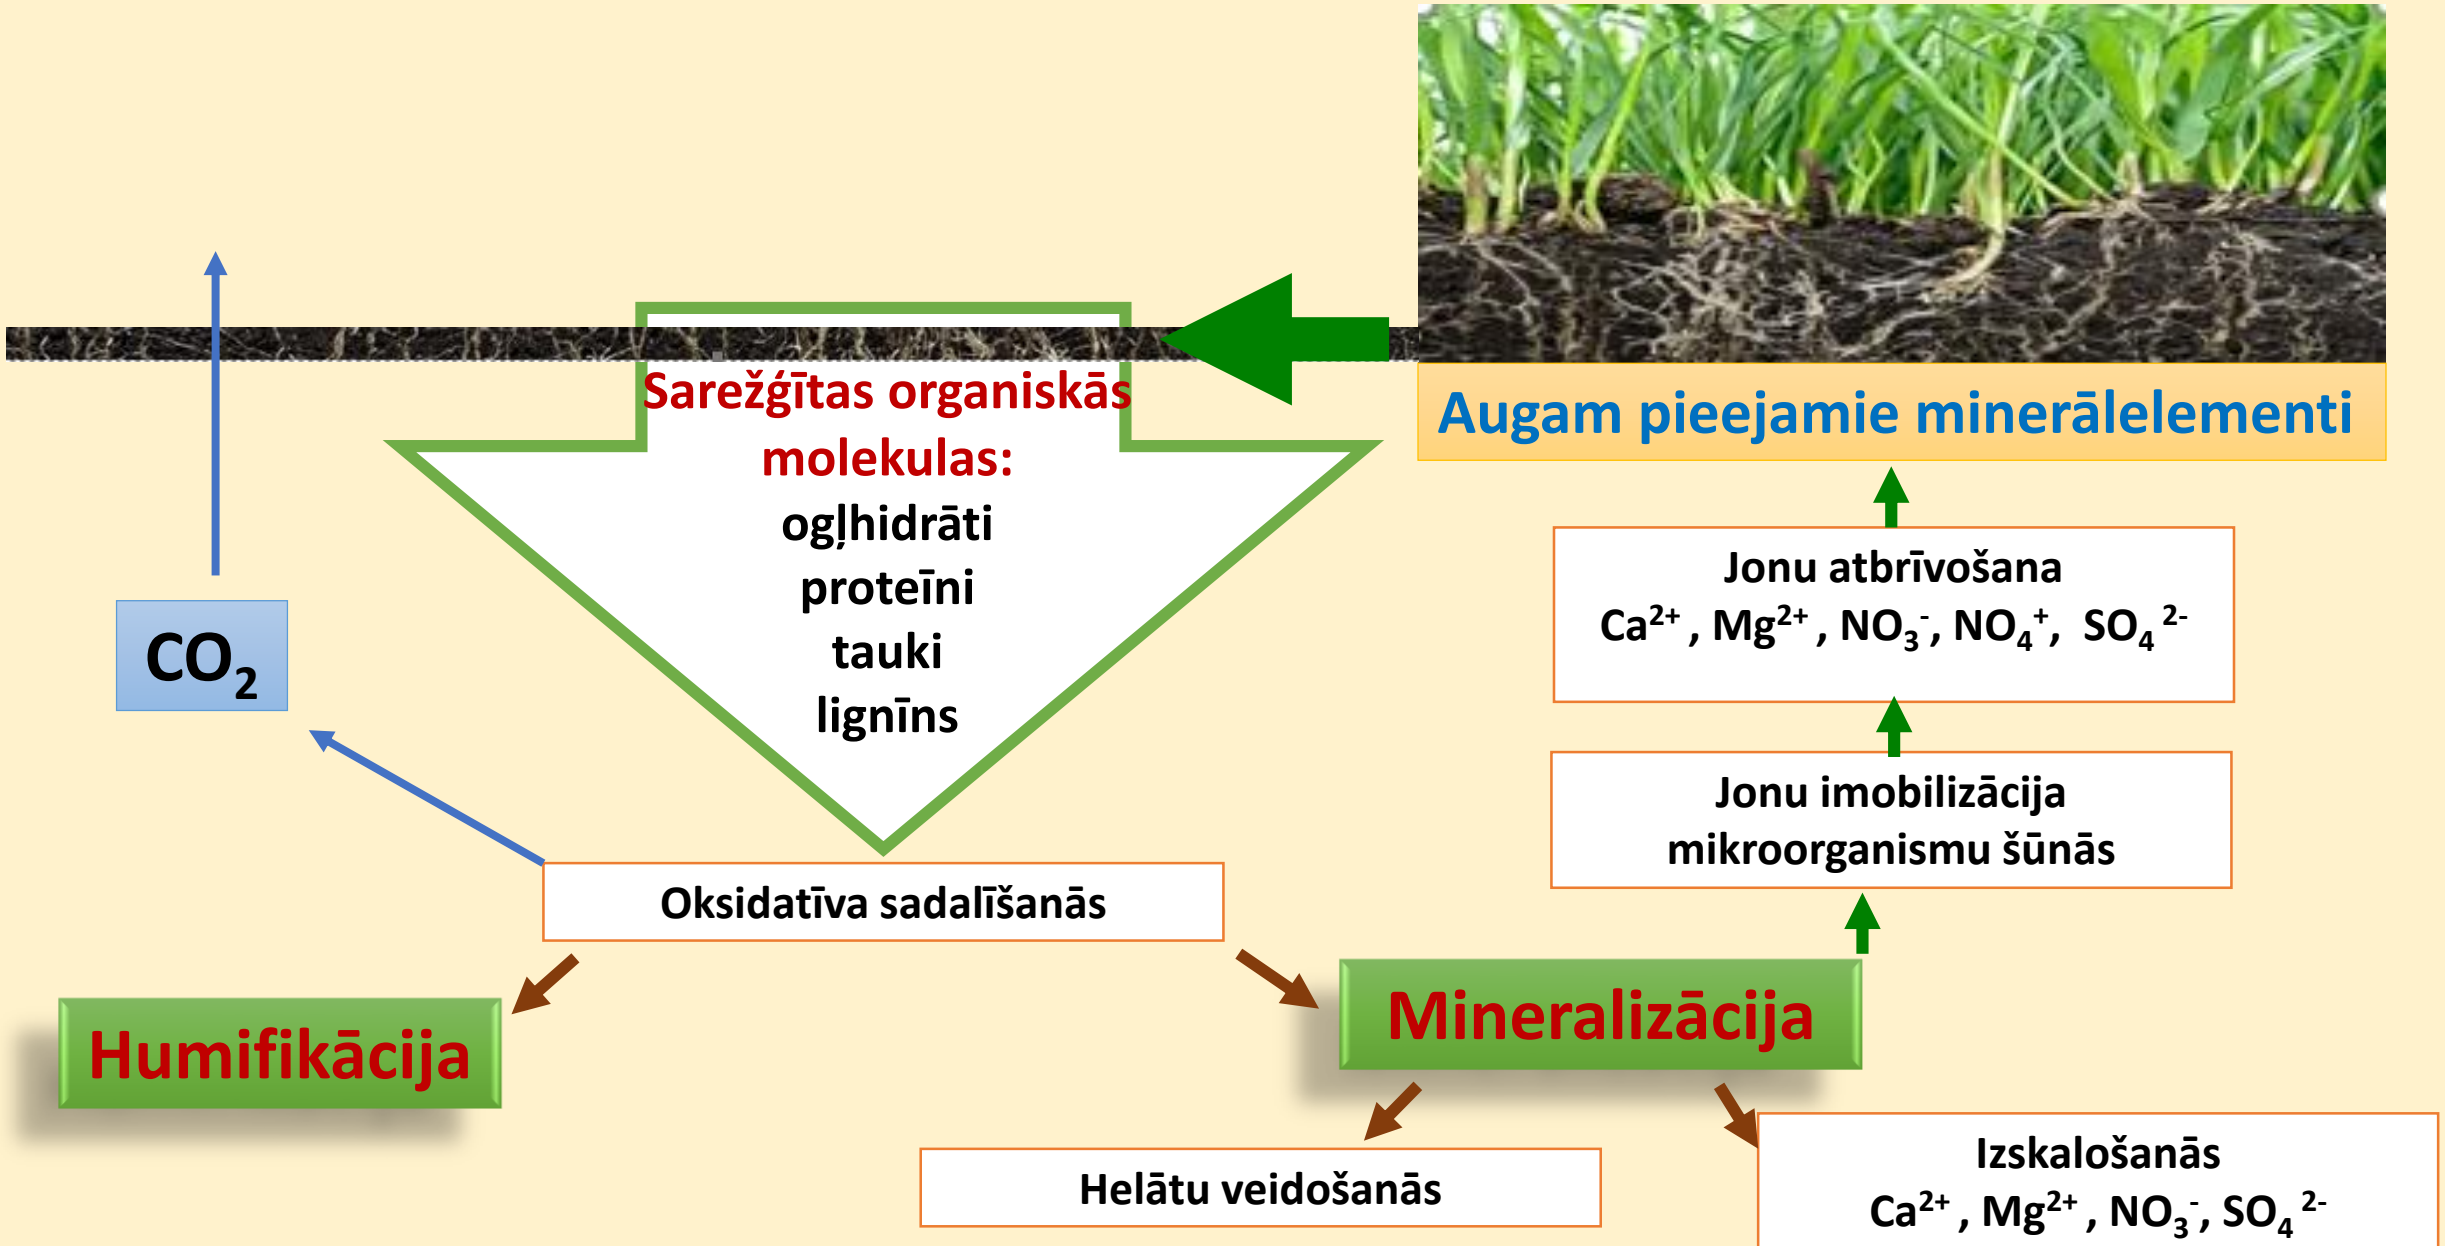 Sarežģītas organiskās
molekulas:
ogļhidrāti
proteīni
tauki
lignīns
Augam pieejamie minerālelementi
Jonu atbrīvošana
Ca²⁺ , Mg²⁺ , NO₃⁻, NO₄⁺, SO₄ ²⁻
CO₂
Jonu imobilizācija
mikroorganismu šūnās
Oksidatīva sadalīšanās
Humifikācija
Mineralizācija
Helātu veidošanās
Izskalošanās
Ca²⁺ , Mg²⁺ , NO₃⁻, SO₄ ²⁻